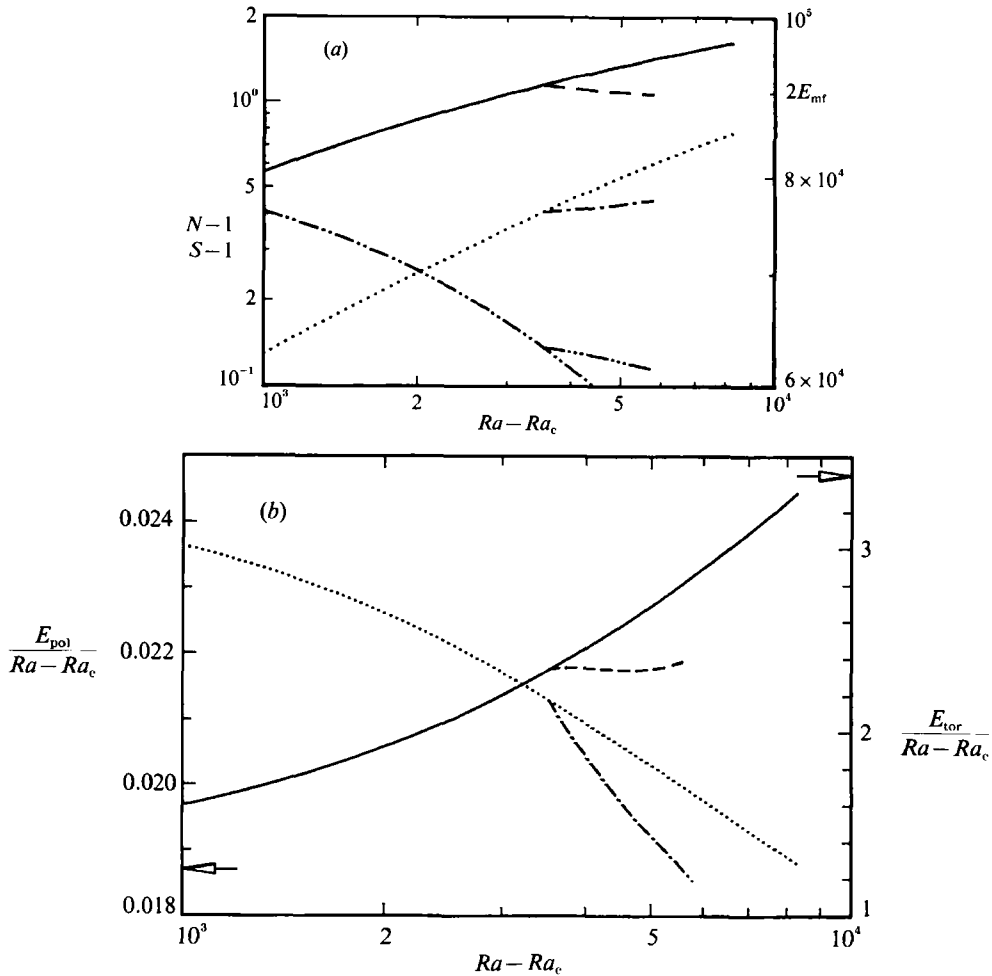 (a)
2
10⁰
5
N−1
S−1
2
10⁻¹
10⁵
2E_mf
8 × 10⁴
6 × 10⁴
10³
2
5
10⁴
Ra − Ra_c
(b)
0.024
0.022
0.020
0.018
E_pol
Ra − Ra_c
3
2
1
E_tor
Ra − Ra_c
10³
2
5
10⁴
Ra − Ra_c